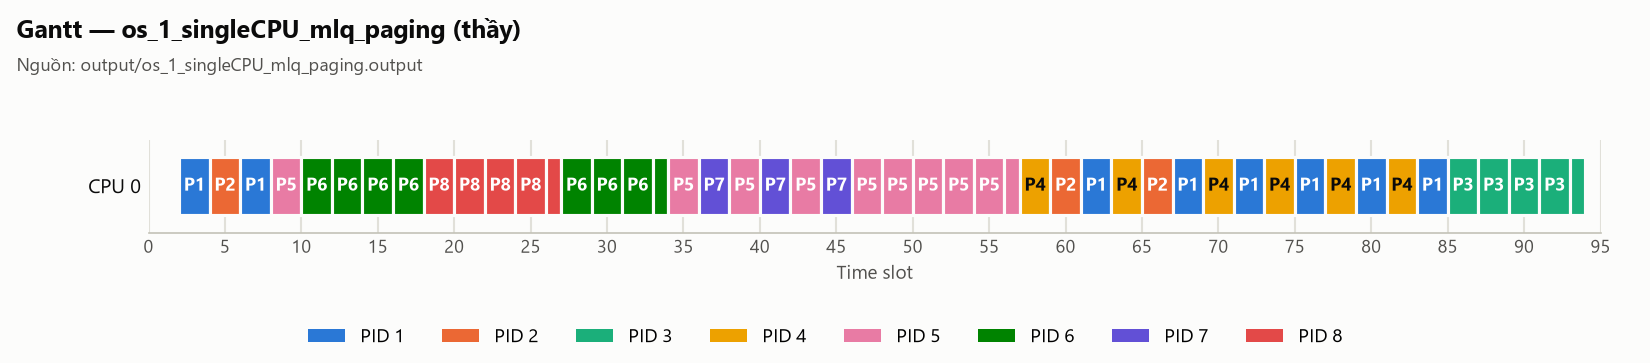 Gantt — os_1_singleCPU_mlq_paging (thầy)
Nguồn: output/os_1_singleCPU_mlq_paging.output
CPU 0 P1 P2 P1 P5 P6 P6 P6 P6 P8 P8 P8 P8 P6 P6 P6 P5 P7 P5 P7 P5 P7 P5 P5 P5 P5 P5 P4 P2 P1 P4 P2 P1 P4 P1 P4 P1 P4 P1 P4 P1 P3 P3 P3 P3
0 5 10 15 20 25 30 35 40 45 50 55 60 65 70 75 80 85 90 95
Time slot
PID 1 PID 2 PID 3 PID 4 PID 5 PID 6 PID 7 PID 8